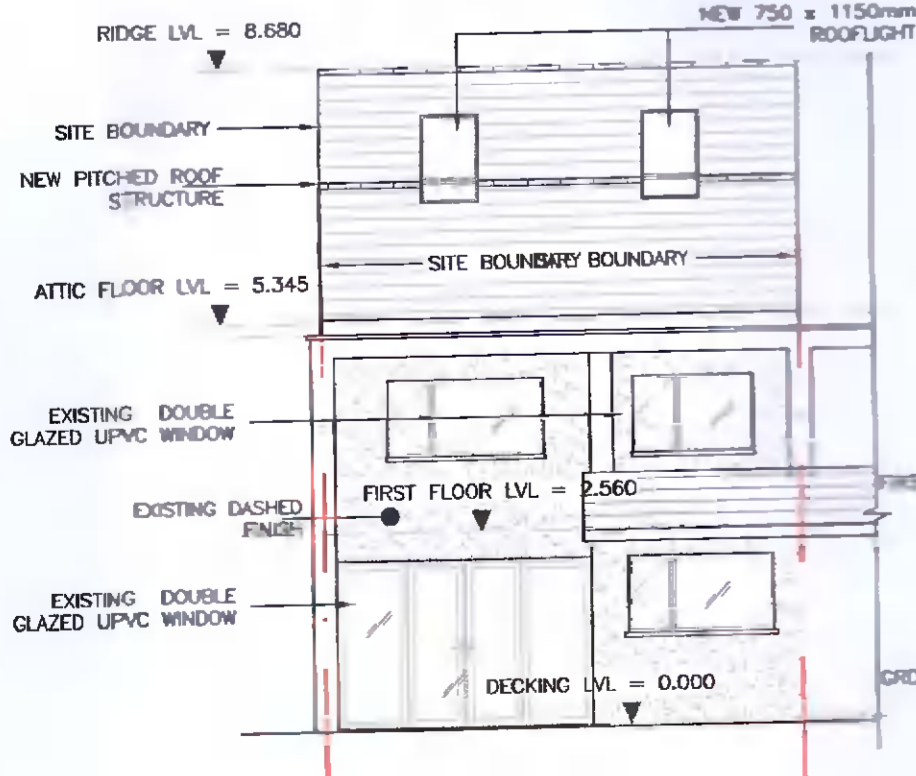 NEW 750 x 1150mm
ROOFLIGHT
RIDGE LVL = 8.680
SITE BOUNDARY
NEW PITCHED ROOF
STRUCTURE
SITE BOUNDARY BOUNDARY
ATTIC FLOOR LVL = 5.345
EXISTING DOUBLE
GLAZED UPVC WINDOW
FIRST FLOOR LVL = 2.560
EXISTING DASHED
FINISH
EXISTING DOUBLE
GLAZED UPVC WINDOW
DECKING LVL = 0.000
GRD